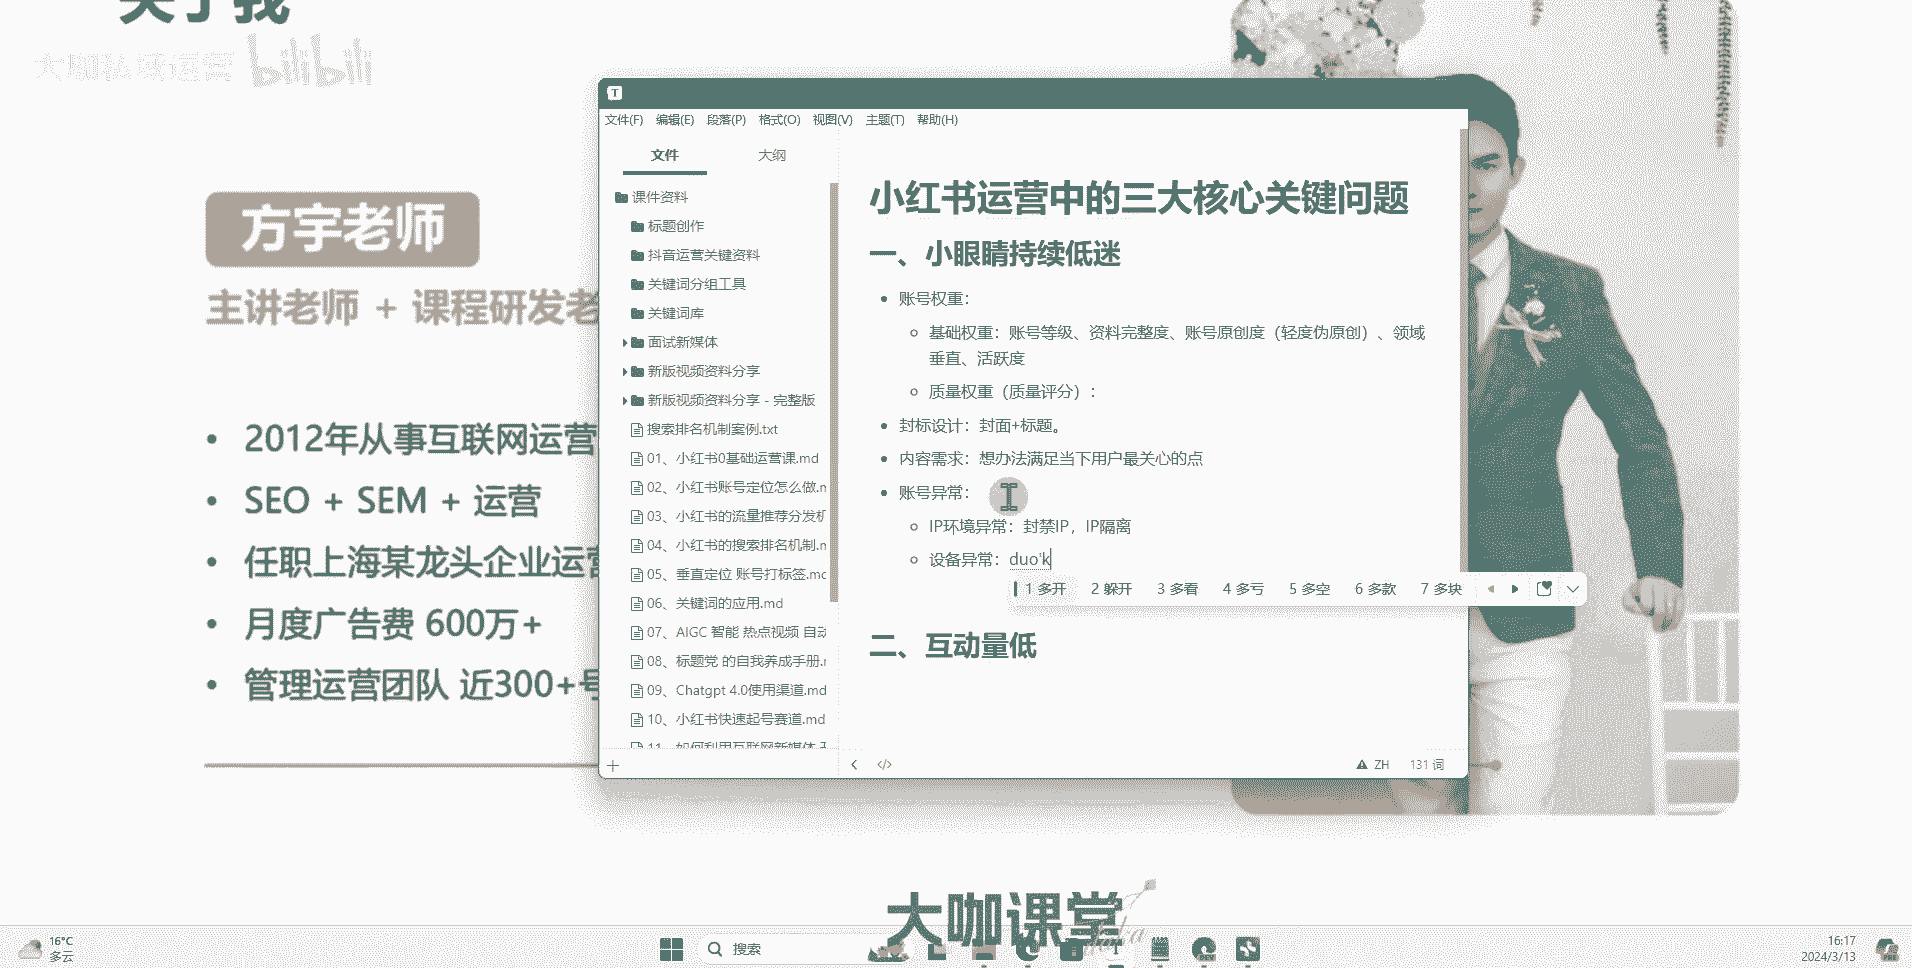 关于我
大咖私域运营 bilibili
方宇老师
主讲老师 + 课程研发老
2012年从事互联网运营
SEO + SEM + 运营
任职上海某龙头企业运营
月度广告费 600万+
管理运营团队 近300+号
T
文件(F) 编辑(E) 段落(P) 格式(O) 视图(V) 主题(T) 帮助(H)
文件 大纲
课件资料
标题创作
抖音运营关键资料
关键词分组工具
关键词库
面试新媒体
新版视频资料分享
新版视频资料分享 - 完整版
搜索排名机制案例.txt
01、小红书0基础运营课.md
02、小红书账号定位怎么做.m
03、小红书的流量推荐分发机
04、小红书的搜索排名机制.m
05、垂直定位 账号打标签.mc
06、关键词的应用.md
07、AIGC 智能 热点视频 自动
08、标题党 的自我养成手册.m
09、Chatgpt 4.0使用渠道.md
10、小红书快速起号赛道.md
11、如何利用互联网新媒体
小红书运营中的三大核心关键问题
一、小眼睛持续低迷
账号权重：
基础权重：账号等级、资料完整度、账号原创度（轻度伪原创）、领域
垂直、活跃度
质量权重（质量评分）：
封标设计：封面+标题。
内容需求：想办法满足当下用户最关心的点
账号异常：
IP环境异常：封禁IP，IP隔离
设备异常：duo'k
1 多开 2 躲开 3 多看 4 多亏 5 多空 6 多款 7 多块
二、互动量低
</> ZH 131 词
大咖课堂
daka
16°C
多云
搜索
DEV
16:17
2024/3/13
PRE